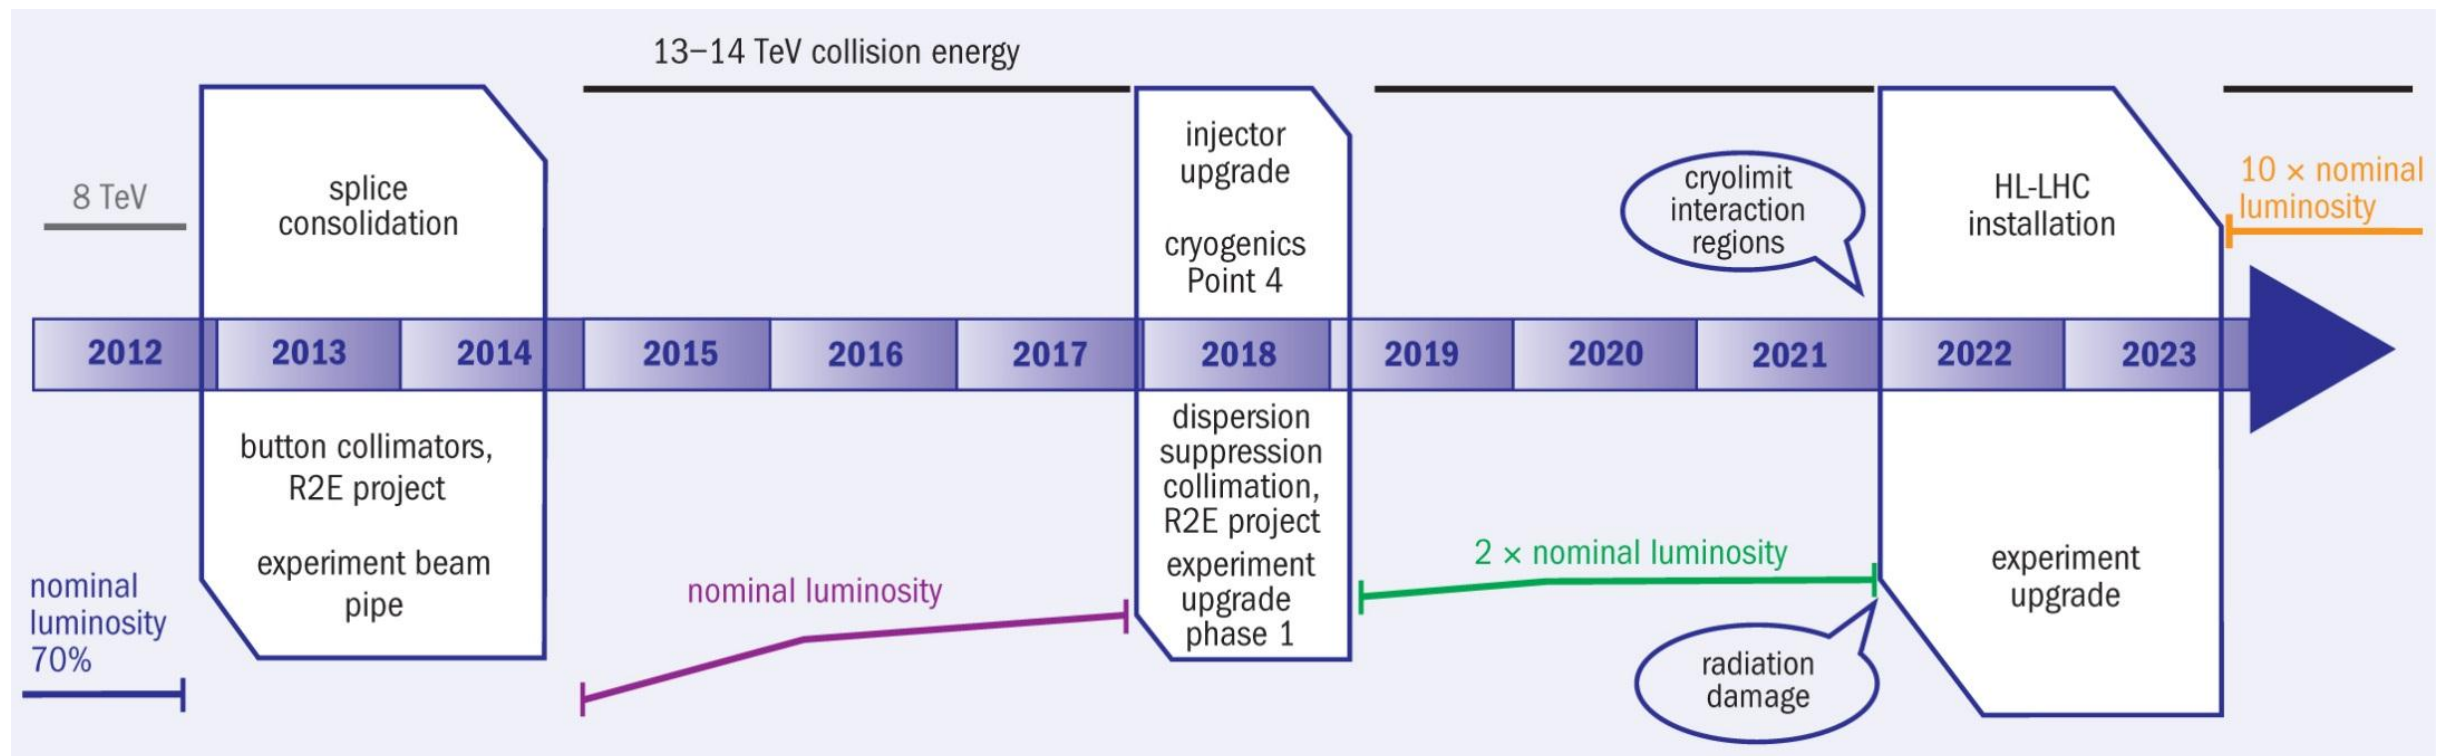 13–14 TeV collision energy
8 TeV
splice
consolidation
injector
upgrade
cryogenics
Point 4
cryolimit
interaction
regions
HL-LHC
installation
10 × nominal
luminosity
2012
2013
2014
2015
2016
2017
2018
2019
2020
2021
2022
2023
button collimators,
R2E project
experiment beam
pipe
nominal
luminosity
70%
nominal luminosity
dispersion
suppression
collimation,
R2E project
experiment
upgrade
phase 1
2 × nominal luminosity
radiation
damage
experiment
upgrade